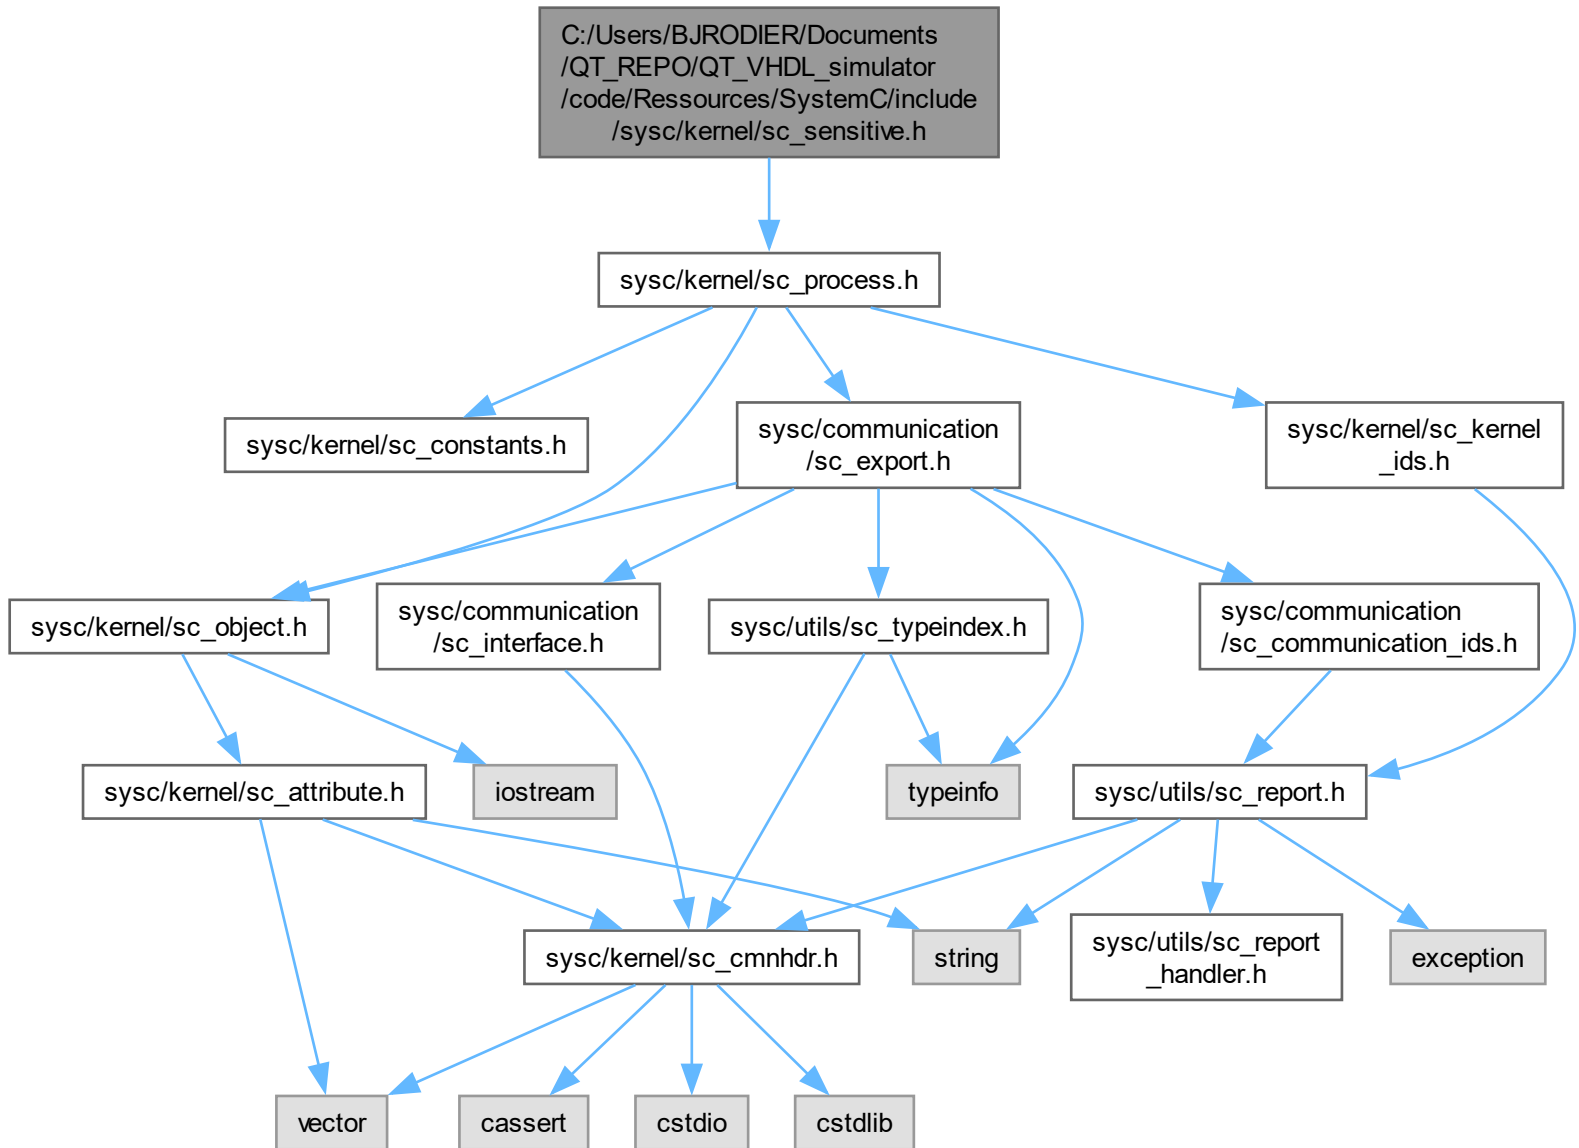 C:/Users/BJRODIER/Documents
/QT_REPO/QT_VHDL_simulator
/code/Ressources/SystemC/include
/sysc/kernel/sc_sensitive.h
sysc/kernel/sc_process.h
sysc/kernel/sc_constants.h
sysc/communication
/sc_export.h
sysc/kernel/sc_kernel
_ids.h
sysc/kernel/sc_object.h
sysc/communication
/sc_interface.h
sysc/utils/sc_typeindex.h
sysc/communication
/sc_communication_ids.h
sysc/kernel/sc_attribute.h
iostream
typeinfo
sysc/utils/sc_report.h
sysc/kernel/sc_cmnhdr.h
string
sysc/utils/sc_report
_handler.h
exception
vector
cassert
cstdio
cstdlib